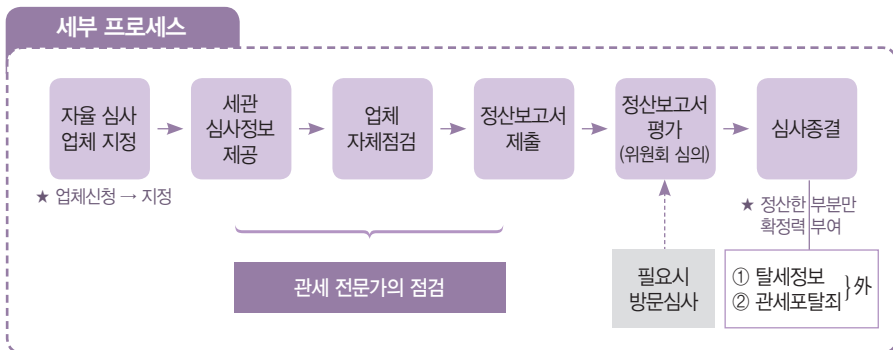 세부 프로세스
자율 심사
업체 지정
세관
심사정보
제공
업체
자체점검
정산보고서
제출
정산보고서
평가
(위원회 심의)
심사종결
★ 업체신청 → 지정
★ 정산한 부분만
확정력 부여
관세 전문가의 점검
필요시
방문심사
① 탈세정보
② 관세포탈죄
}外